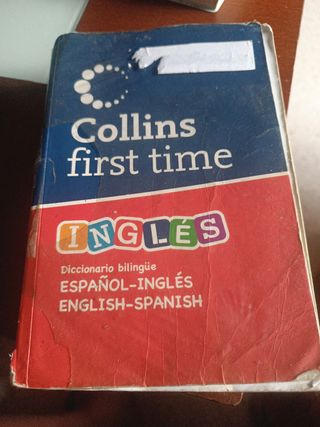 Collins
first time
INGLÉS
Diccionario bilingüe
ESPAÑOL-INGLÉS
ENGLISH-SPANISH